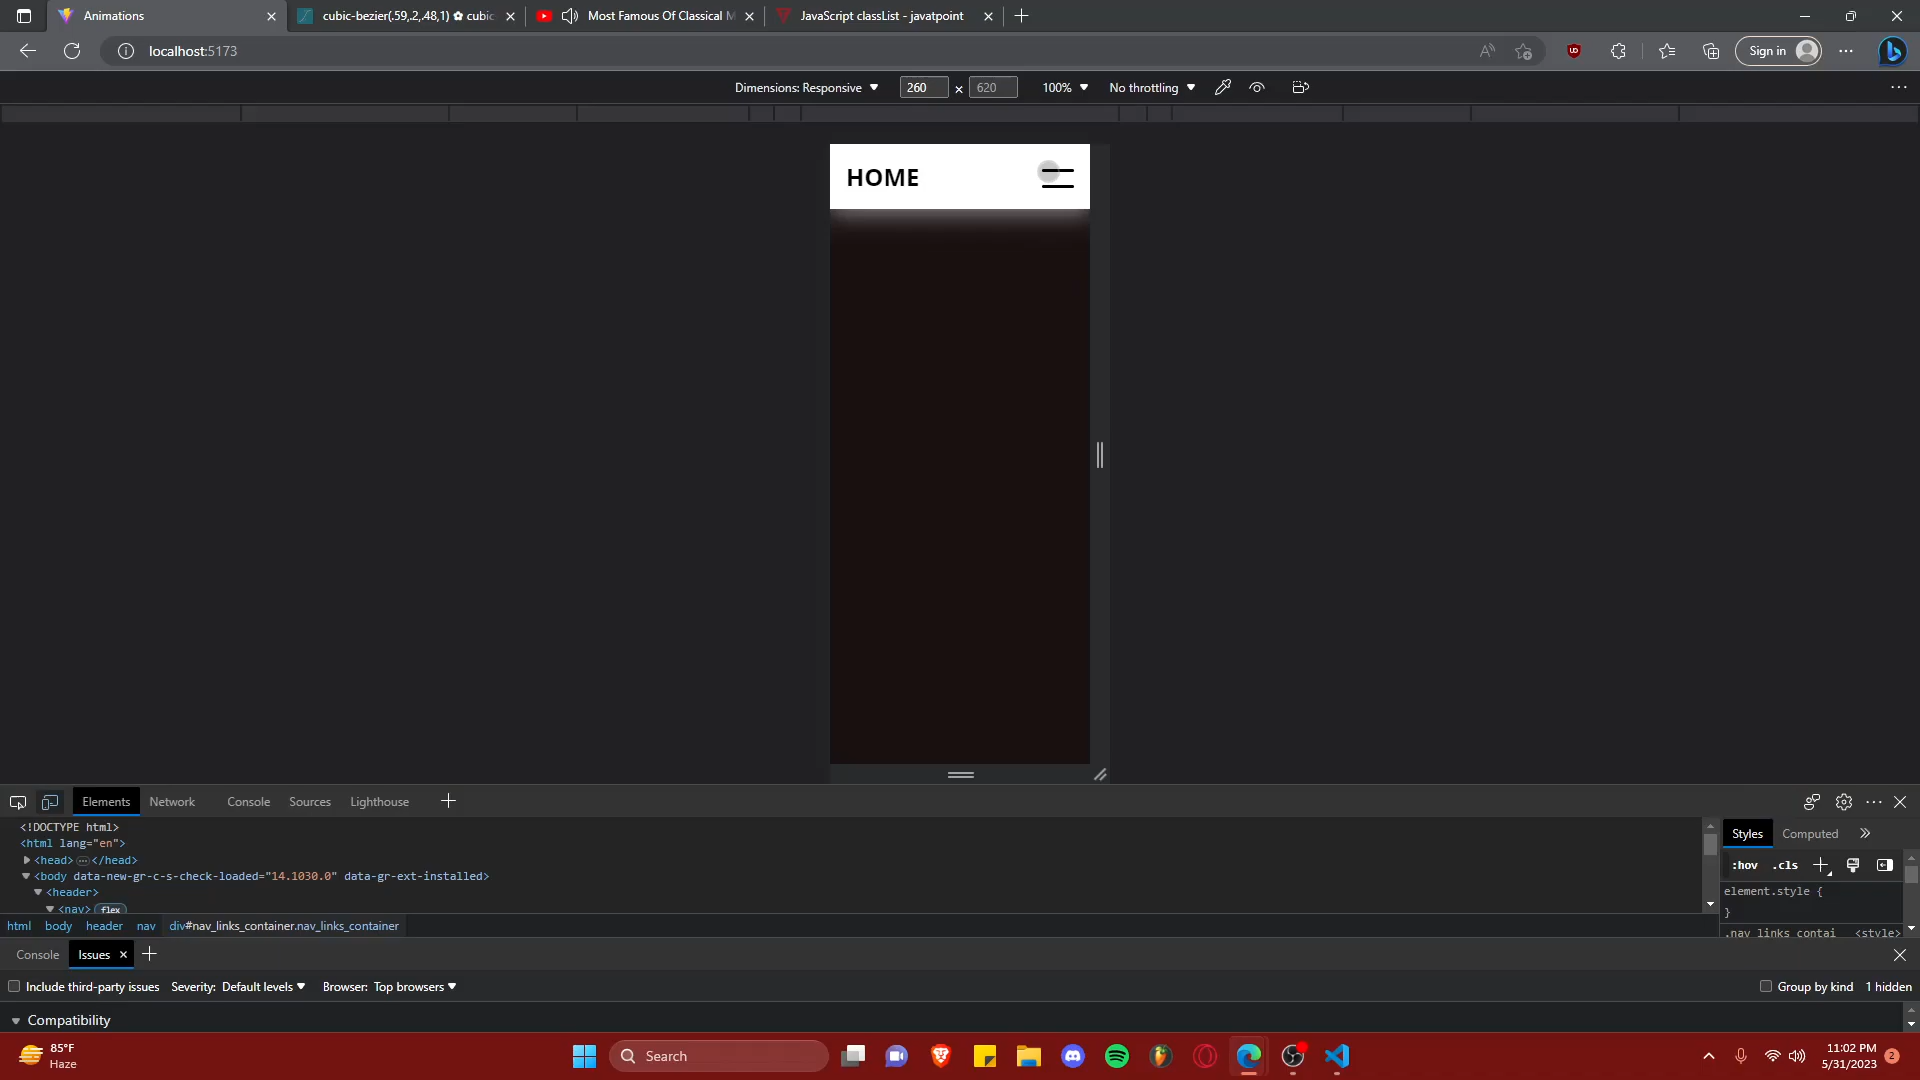 Animations
cubic-bezier(.59,.2,.48,1) ✿ cubic
Most Famous Of Classical M
JavaScript classList - javatpoint
localhost:5173
Sign in
Dimensions: Responsive
260 × 620
100%
No throttling
HOME
Elements
Network
Console
Sources
Lighthouse
<!DOCTYPE html>
<html lang="en">
<head> … </head>
<body data-new-gr-c-s-check-loaded="14.1030.0" data-gr-ext-installed>
<header>
<nav> flex
html body header nav div#nav_links_container.nav_links_container
Styles
Computed
:hov .cls
element.style {
}
.nav_links_contai <style>
Console
Issues
Include third-party issues
Severity: Default levels
Browser: Top browsers
Group by kind
1 hidden
Compatibility
85°F
Haze
Search
11:02 PM
5/31/2023
2